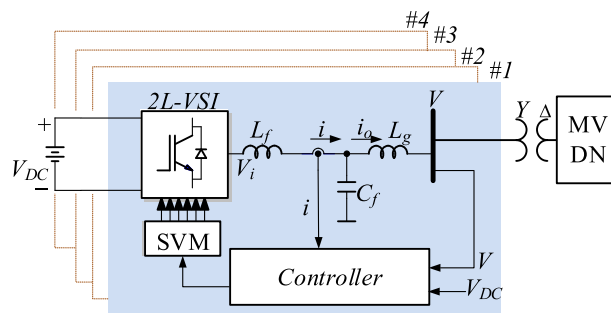 #4
#3
#2
#1
2L-VSI
V
Y Δ
MV
DN
+
V_DC
−
L_f
i
i_o
L_g
V_i
C_f
SVM
i
Controller
V
V_DC